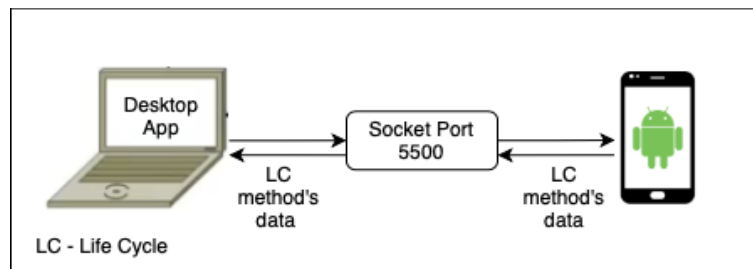 Desktop
App
Socket Port
5500
LC
method's
data
LC
method's
data
LC - Life Cycle